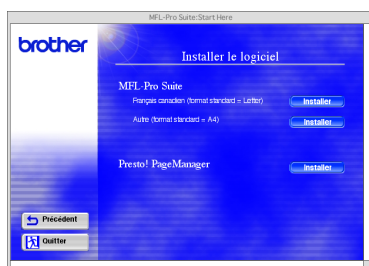 MFL-Pro Suite:Start Here
brother
Installer le logiciel
MFL-Pro Suite
Français canadien (format standard = Letter)
Installer
Autre (format standard = A4)
Installer
Presto! PageManager
Installer
Précédent
Quitter